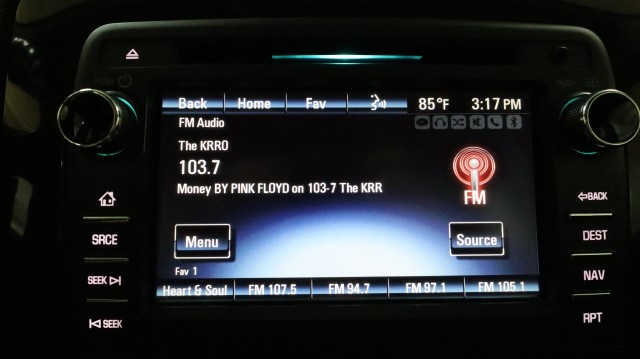 PUSH
PUSH
Back Home Fav 85°F 3:17 PM
FM Audio
The KRRO
103.7
Money BY PINK FLOYD on 103-7 The KRR
FM
Menu Source
Fav 1
Heart & Soul FM 107.5 FM 94.7 FM 97.1 FM 105.1
SRCE
SEEK
SEEK
BACK
DEST
NAV
RPT